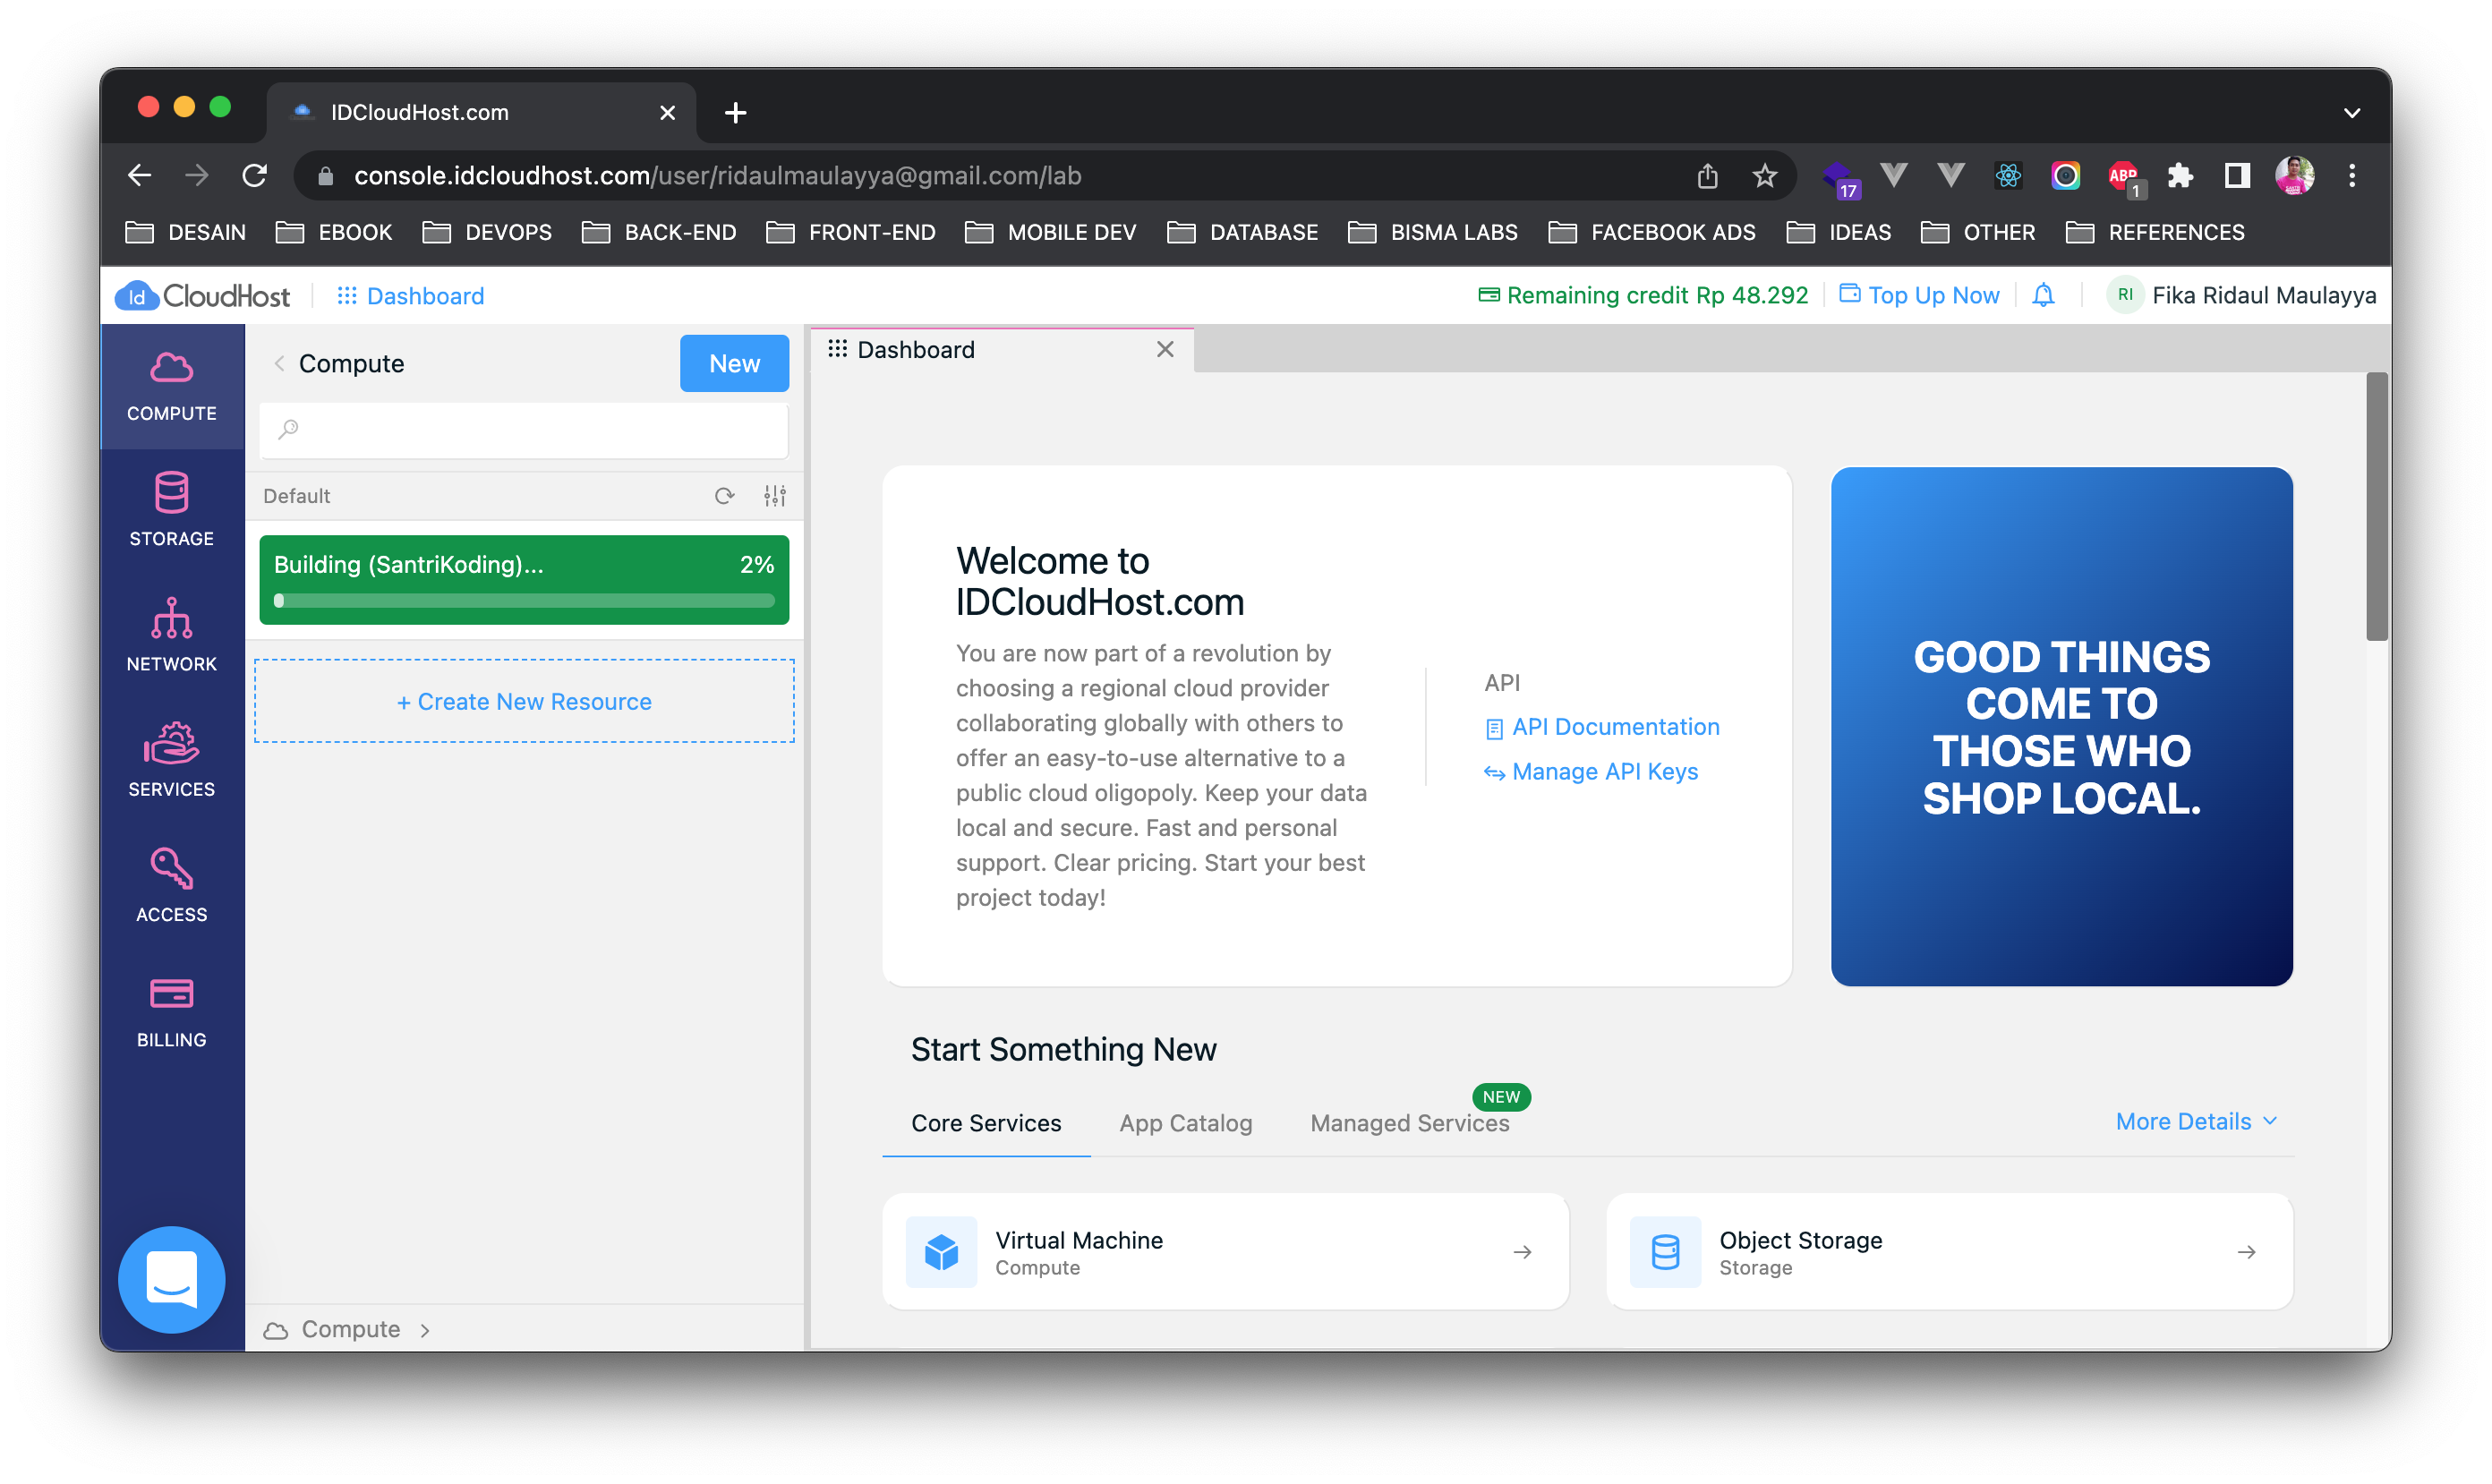 IDCloudHost.com
console.idcloudhost.com/user/ridaulmaulayya@gmail.com/lab
17
ABP
1
DESAIN EBOOK DEVOPS BACK-END FRONT-END MOBILE DEV DATABASE BISMA LABS FACEBOOK ADS IDEAS OTHER REFERENCES
Id CloudHost
Dashboard
Remaining credit Rp 48.292
Top Up Now
RI
Fika Ridaul Maulayya
COMPUTE
STORAGE
NETWORK
SERVICES
ACCESS
BILLING
Compute
New
Default
Building (SantriKoding)... 2%
+ Create New Resource
Compute
Dashboard
Welcome to
IDCloudHost.com
You are now part of a revolution by
choosing a regional cloud provider
collaborating globally with others to
offer an easy-to-use alternative to a
public cloud oligopoly. Keep your data
local and secure. Fast and personal
support. Clear pricing. Start your best
project today!
API
API Documentation
Manage API Keys
GOOD THINGS
COME TO
THOSE WHO
SHOP LOCAL.
Start Something New
Core Services
App Catalog
Managed Services
NEW
More Details
Virtual Machine
Compute
Object Storage
Storage